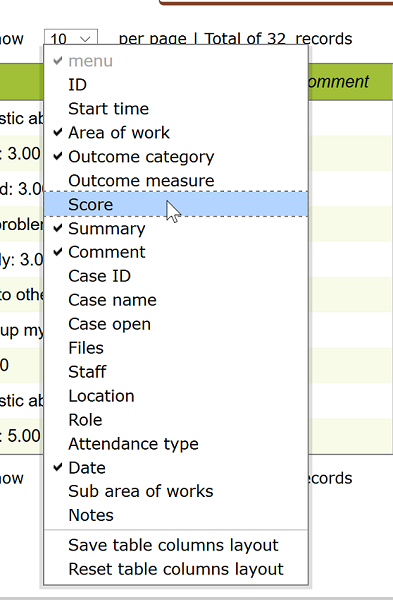 10 per page | Total of 32 records
menu
ID
Start time
Area of work
Outcome category
Outcome measure
Score
Summary
Comment
Case ID
Case name
Case open
Files
Staff
Location
Role
Attendance type
Date
Sub area of works
Notes
Save table columns layout
Reset table columns layout
omment
stic ab
: 3.00
d: 3.0
problem
ly: 3.0
to othe
up my
0
stic ab
: 5.00
ow
ecords